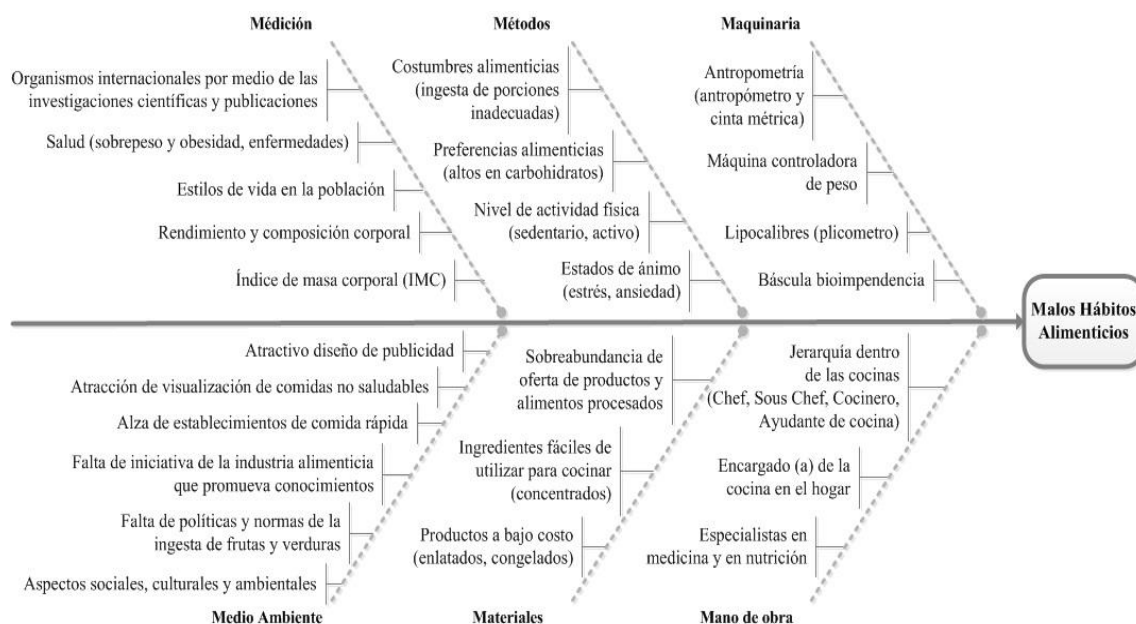 Médición
Organismos internacionales por medio de las
investigaciones científicas y publicaciones
Salud (sobrepeso y obesidad, enfermedades)
Estilos de vida en la población
Rendimiento y composición corporal
Índice de masa corporal (IMC)
Métodos
Costumbres alimenticias
(ingesta de porciones
inadecuadas)
Preferencias alimenticias
(altos en carbohidratos)
Nivel de actividad física
(sedentario, activo)
Estados de ánimo
(estrés, ansiedad)
Maquinaria
Antropometría
(antropómetro y
cinta métrica)
Máquina controladora
de peso
Lipocalibres (plicometro)
Báscula bioimpendencia
Malos Hábitos
Alimenticios
Atractivo diseño de publicidad
Atracción de visualización de comidas no saludables
Alza de establecimientos de comida rápida
Falta de iniciativa de la industria alimenticia
que promueva conocimientos
Falta de políticas y normas de la
ingesta de frutas y verduras
Aspectos sociales, culturales y ambientales
Medio Ambiente
Sobreabundancia de
oferta de productos y
alimentos procesados
Ingredientes fáciles de
utilizar para cocinar
(concentrados)
Productos a bajo costo
(enlatados, congelados)
Materiales
Jerarquía dentro
de las cocinas
(Chef, Sous Chef, Cocinero,
Ayudante de cocina)
Encargado (a) de la
cocina en el hogar
Especialistas en
medicina y en nutrición
Mano de obra